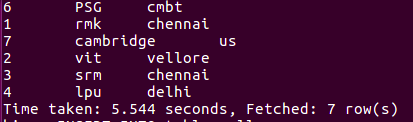 6 PSG cmbt
1 rmk chennai
7 cambridge us
2 vit vellore
3 srm chennai
4 lpu delhi
Time taken: 5.544 seconds, Fetched: 7 row(s)